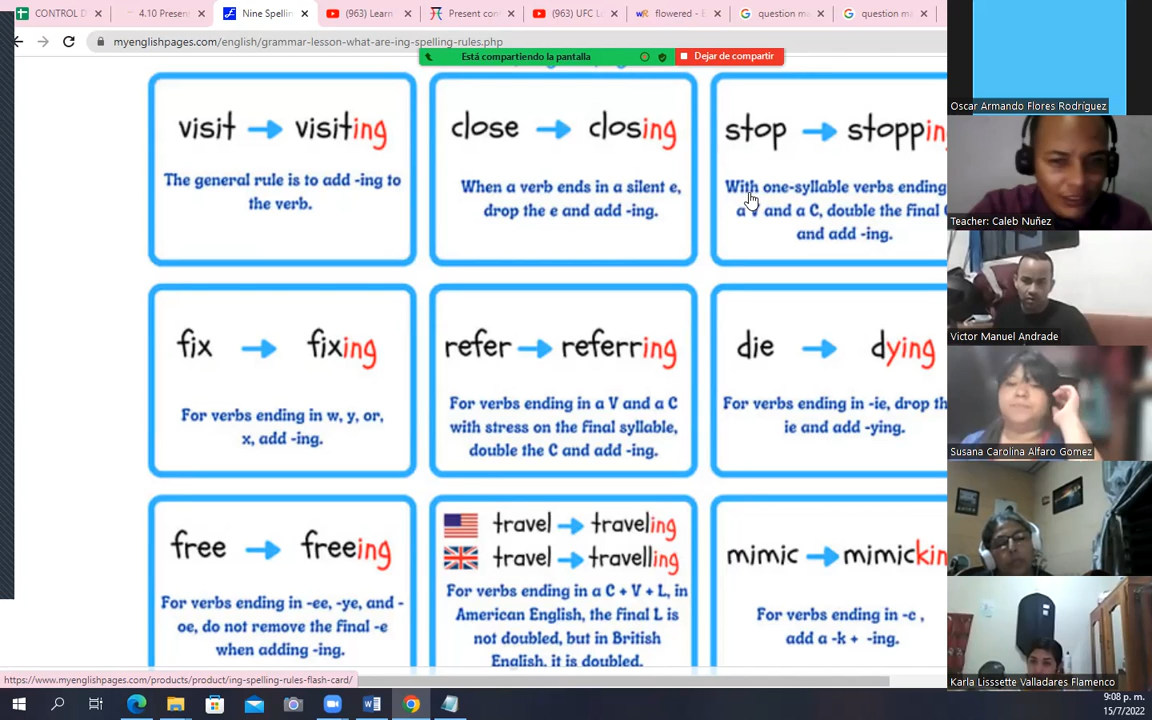 CONTROL D
4.10 Presen
Nine Spellin
(963) Learn
Present con
(963) UFC L
flowered - E
question ma
question ma
myenglishpages.com/english/grammar-lesson-what-are-ing-spelling-rules.php
Está compartiendo la pantalla
Dejar de compartir
visit visiting
The general rule is to add -ing to
the verb.
close closing
When a verb ends in a silent e,
drop the e and add -ing.
stop stopping
With one-syllable verbs ending
a V and a C, double the final C
and add -ing.
fix fixing
For verbs ending in w, y, or,
x, add -ing.
refer referring
For verbs ending in a V and a C
with stress on the final syllable,
double the C and add -ing.
die dying
For verbs ending in -ie, drop the
ie and add -ying.
free freeing
For verbs ending in -ee, -ye, and -
oe, do not remove the final -e
when adding -ing.
travel traveling
travel travelling
For verbs ending in a C + V + L, in
American English, the final L is
not doubled, but in British
English, it is doubled.
mimic mimickin
For verbs ending in -c ,
add a -k + -ing.
https://www.myenglishpages.com/products/product/ing-spelling-rules-flash-card/
Oscar Armando Flores Rodríguez
Teacher: Caleb Nuñez
Victor Manuel Andrade
Susana Carolina Alfaro Gomez
Karla Lisssette Valladares Flamenco
9:08 p. m.
15/7/2022